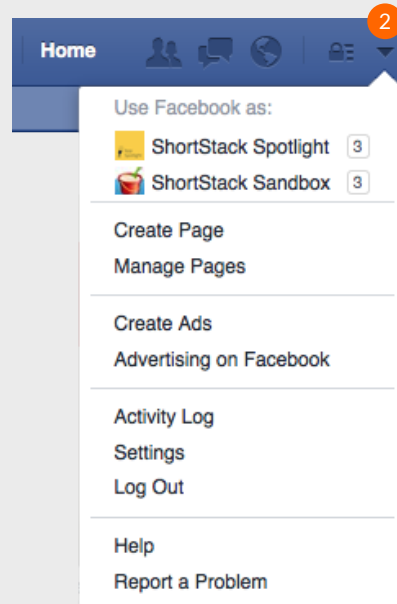 2
Home
Use Facebook as:
ShortStack Spotlight 3
ShortStack Sandbox 3
Create Page
Manage Pages
Create Ads
Advertising on Facebook
Activity Log
Settings
Log Out
Help
Report a Problem